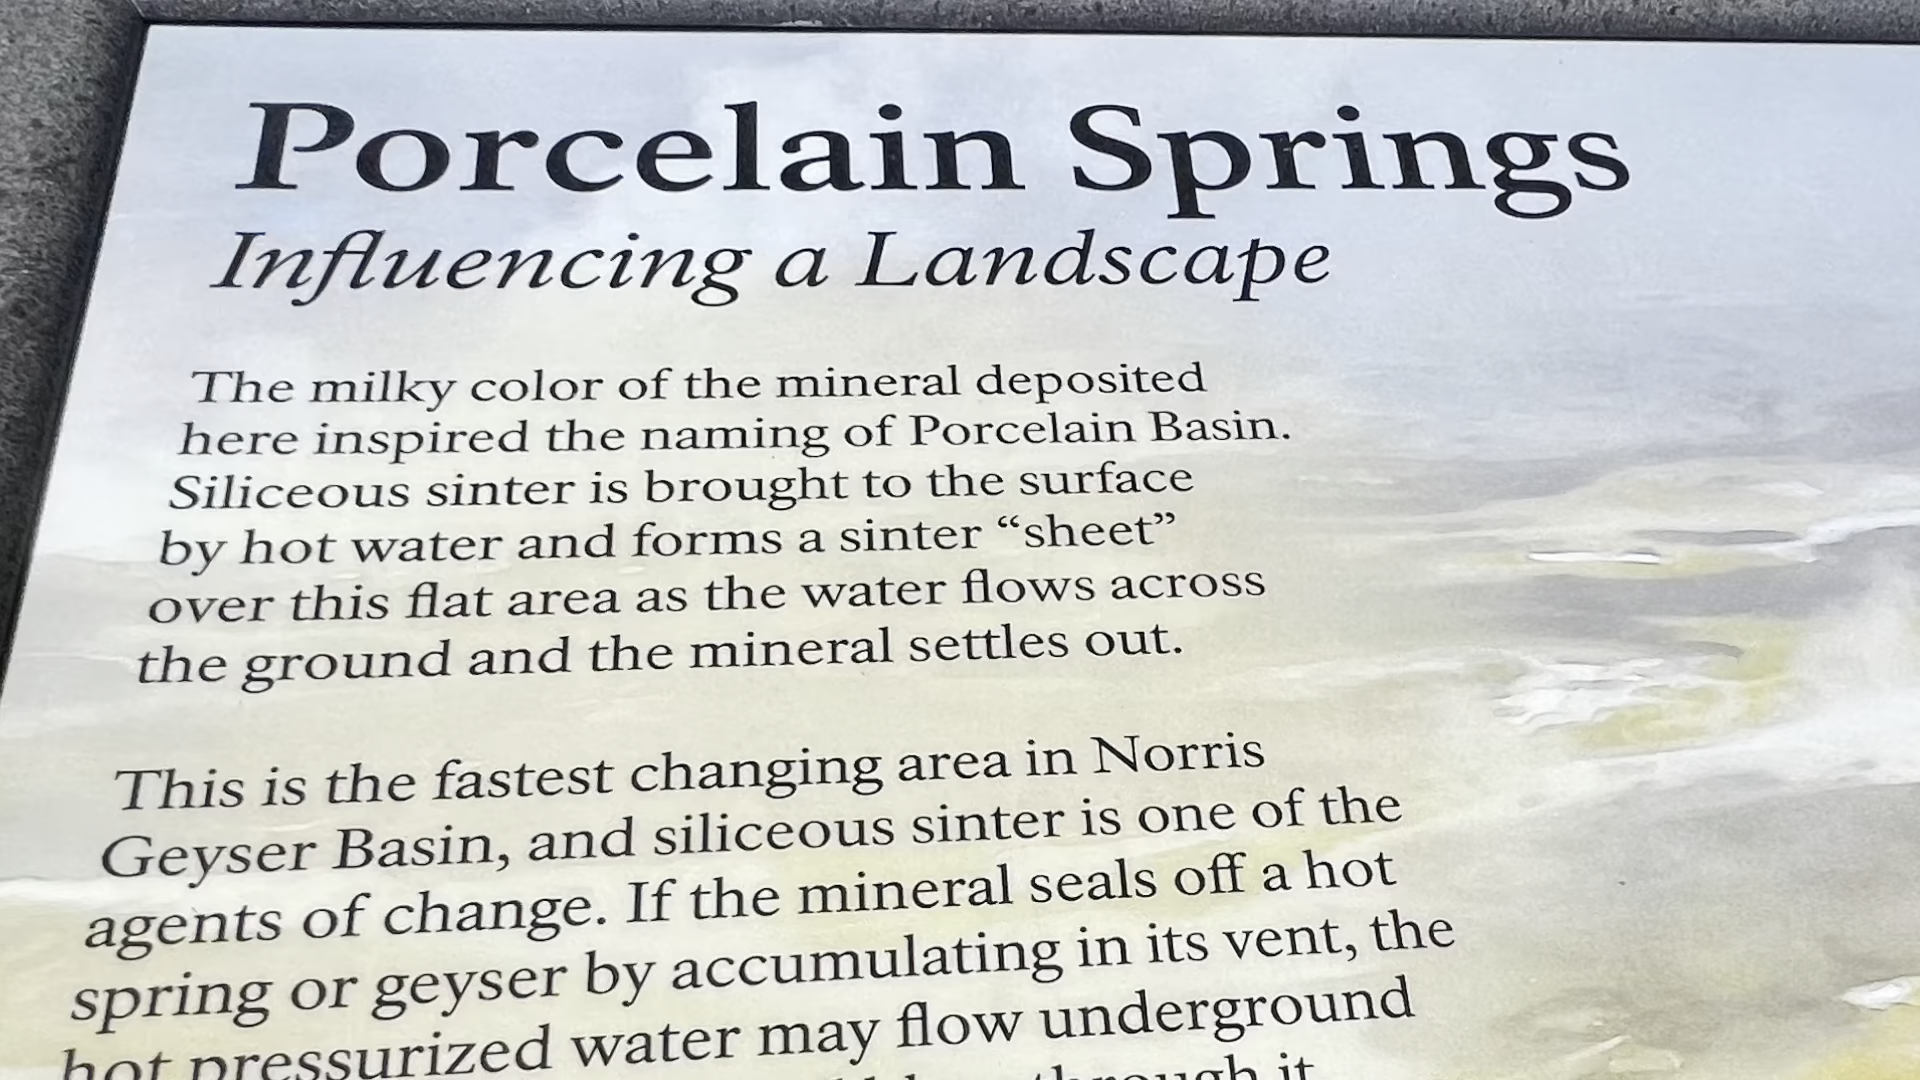 Porcelain Springs
Influencing a Landscape
The milky color of the mineral deposited
here inspired the naming of Porcelain Basin.
Siliceous sinter is brought to the surface
by hot water and forms a sinter “sheet”
over this flat area as the water flows across
the ground and the mineral settles out.
This is the fastest changing area in Norris
Geyser Basin, and siliceous sinter is one of the
agents of change. If the mineral seals off a hot
spring or geyser by accumulating in its vent, the
hot pressurized water may flow underground
through it